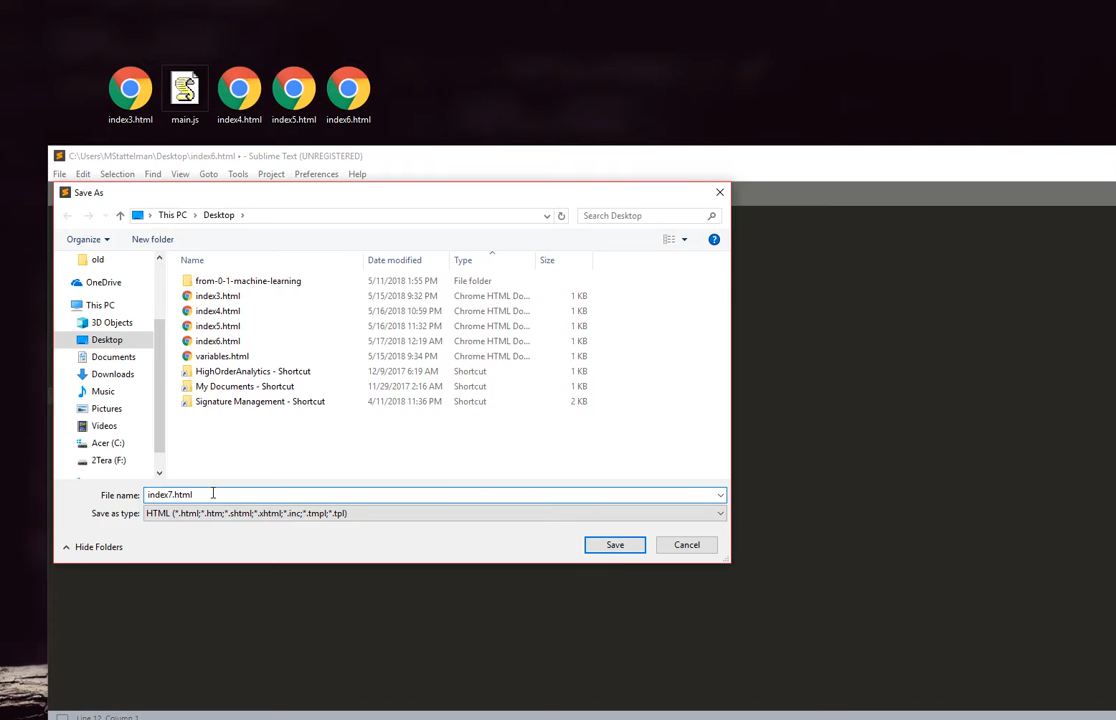 index3.html
main.js
index4.html
index5.html
index6.html
C:\Users\MStattelman\Desktop\index6.html • - Sublime Text (UNREGISTERED)
File Edit Selection Find View Goto Tools Project Preferences Help
Save As
This PC > Desktop >
Search Desktop
Organize
New folder
Name Date modified Type Size
old
OneDrive
This PC
3D Objects
Desktop
Documents
Downloads
Music
Pictures
Videos
Acer (C:)
2Tera (F:)
from-0-1-machine-learning 5/11/2018 1:55 PM File folder
index3.html 5/15/2018 9:32 PM Chrome HTML Do... 1 KB
index4.html 5/16/2018 10:59 PM Chrome HTML Do... 1 KB
index5.html 5/16/2018 11:32 PM Chrome HTML Do... 1 KB
index6.html 5/17/2018 12:19 AM Chrome HTML Do... 1 KB
variables.html 5/15/2018 9:34 PM Chrome HTML Do... 1 KB
HighOrderAnalytics - Shortcut 12/9/2017 6:19 AM Shortcut 1 KB
My Documents - Shortcut 11/29/2017 2:16 AM Shortcut 1 KB
Signature Management - Shortcut 4/11/2018 11:36 PM Shortcut 2 KB
File name: index7.html
Save as type: HTML (*.html;*.htm;*.shtml;*.xhtml;*.inc;*.tmpl;*.tpl)
Hide Folders
Save
Cancel
Line 12, Column 1